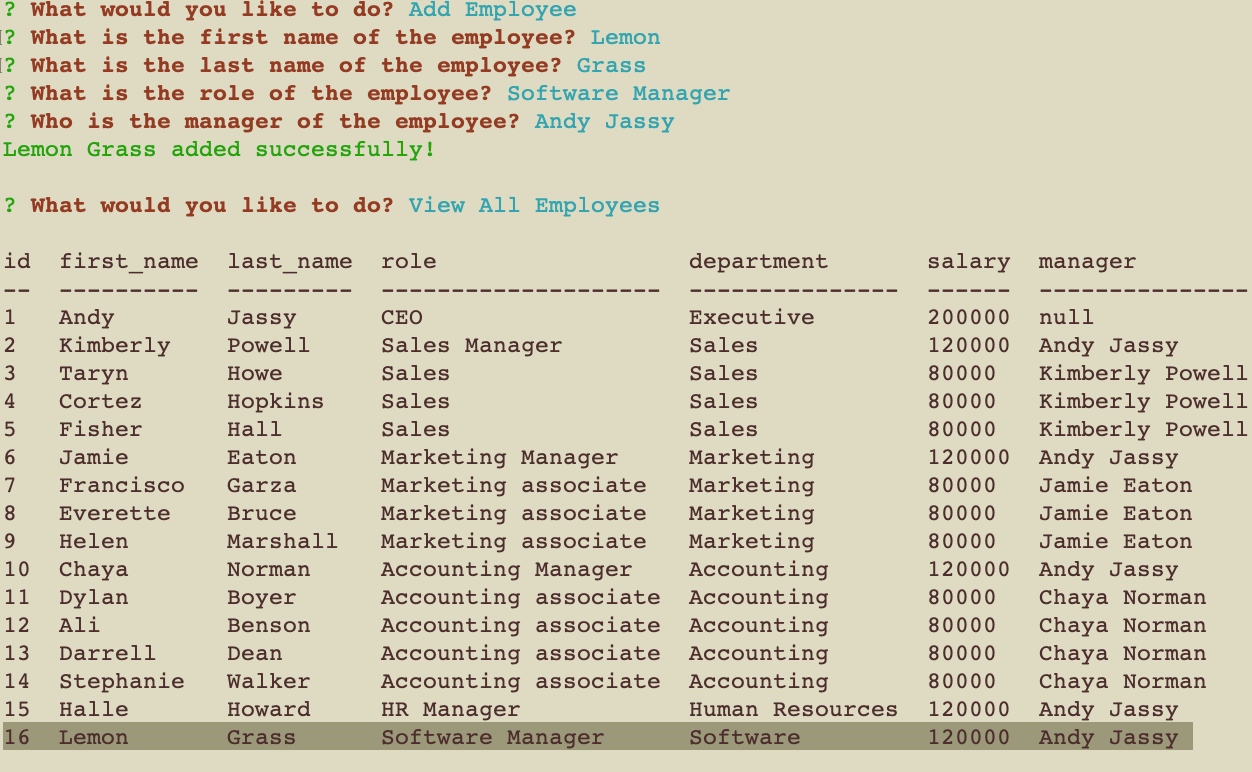 ? What would you like to do? Add Employee
? What is the first name of the employee? Lemon
? What is the last name of the employee? Grass
? What is the role of the employee? Software Manager
? Who is the manager of the employee? Andy Jassy
Lemon Grass added successfully!
? What would you like to do? View All Employees
id  first_name  last_name  role                  department       salary  manager
--  ----------  ---------  --------------------  ---------------  ------  ---------------
1   Andy        Jassy      CEO                   Executive        200000  null
2   Kimberly    Powell     Sales Manager         Sales            120000  Andy Jassy
3   Taryn       Howe       Sales                 Sales            80000   Kimberly Powell
4   Cortez      Hopkins    Sales                 Sales            80000   Kimberly Powell
5   Fisher      Hall       Sales                 Sales            80000   Kimberly Powell
6   Jamie       Eaton      Marketing Manager     Marketing        120000  Andy Jassy
7   Francisco   Garza      Marketing associate   Marketing        80000   Jamie Eaton
8   Everette    Bruce      Marketing associate   Marketing        80000   Jamie Eaton
9   Helen       Marshall   Marketing associate   Marketing        80000   Jamie Eaton
10  Chaya       Norman     Accounting Manager    Accounting       120000  Andy Jassy
11  Dylan       Boyer      Accounting associate  Accounting       80000   Chaya Norman
12  Ali         Benson     Accounting associate  Accounting       80000   Chaya Norman
13  Darrell     Dean       Accounting associate  Accounting       80000   Chaya Norman
14  Stephanie   Walker     Accounting associate  Accounting       80000   Chaya Norman
15  Halle       Howard     HR Manager            Human Resources  120000  Andy Jassy
16  Lemon       Grass      Software Manager      Software         120000  Andy Jassy